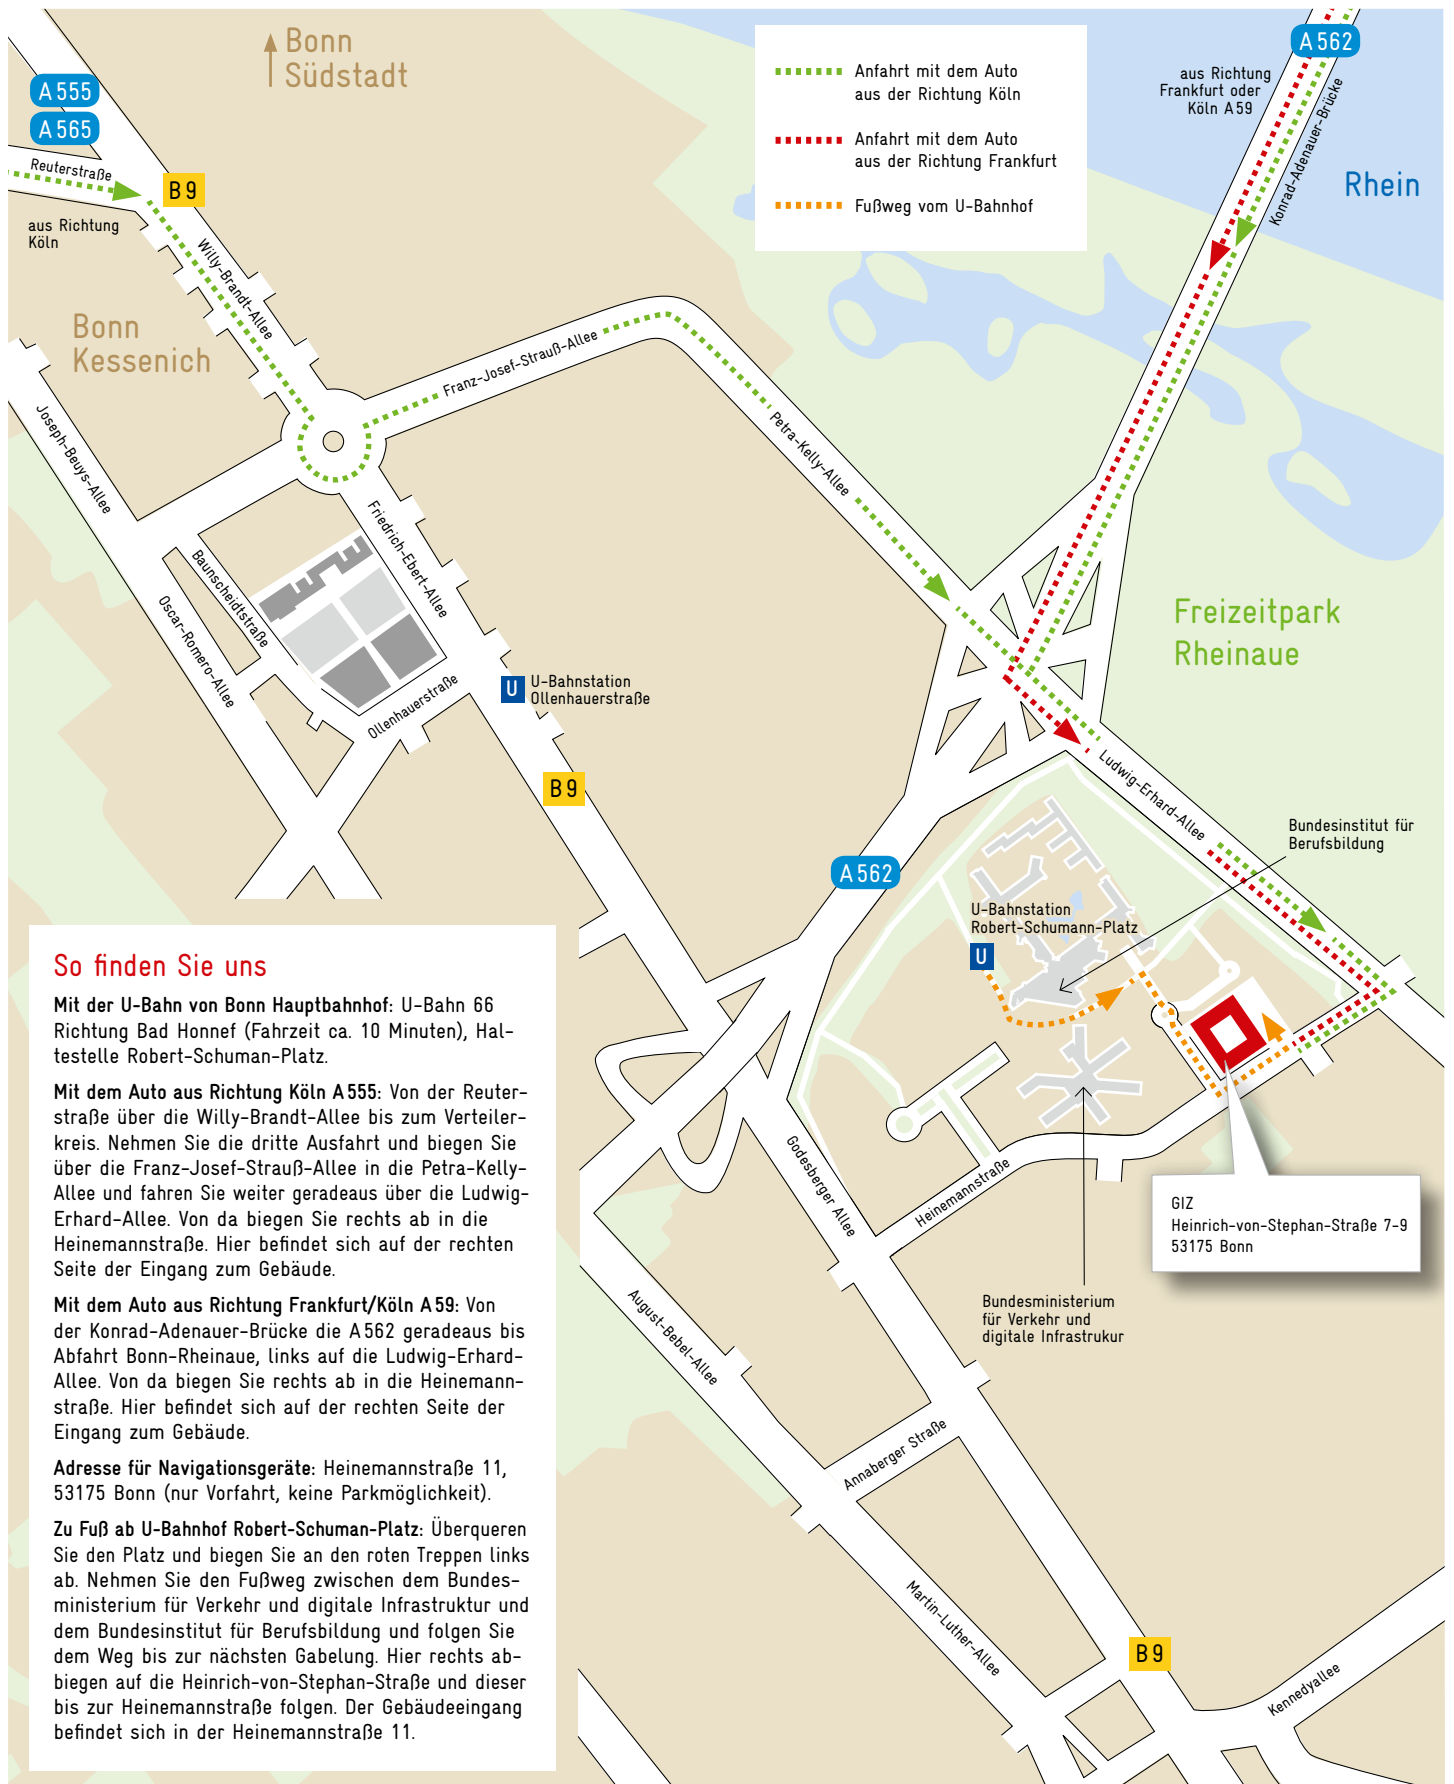 Bonn
Südstadt
A 555
A 565
Reuterstraße
B 9
aus Richtung
Köln
Willy-Brandt-Allee
Bonn
Kessenich
Anfahrt mit dem Auto
aus der Richtung Köln
Anfahrt mit dem Auto
aus der Richtung Frankfurt
Fußweg vom U-Bahnhof
A 562
aus Richtung
Frankfurt oder
Köln A 59
Konrad-Adenauer-Brücke
Rhein
Franz-Josef-Strauß-Allee
Petra-Kelly-Allee
Joseph-Beuys-Allee
Friedrich-Ebert-Allee
Baunscheidtstraße
Oscar-Romero-Allee
Ollenhauerstraße
U
U-Bahnstation
Ollenhauerstraße
B 9
Freizeitpark
Rheinaue
Ludwig-Erhard-Allee
Bundesinstitut für
Berufsbildung
A 562
U-Bahnstation
Robert-Schumann-Platz
U
Godesberger Allee
Heinemannstraße
GIZ
Heinrich-von-Stephan-Straße 7-9
53175 Bonn
Bundesministerium
für Verkehr und
digitale Infrastrukur
August-Bebel-Allee
Annaberger Straße
Martin-Luther-Allee
B 9
Kennedyallee
So finden Sie uns
Mit der U-Bahn von Bonn Hauptbahnhof: U-Bahn 66
Richtung Bad Honnef (Fahrzeit ca. 10 Minuten), Hal-
testelle Robert-Schuman-Platz.
Mit dem Auto aus Richtung Köln A 555: Von der Reuter-
straße über die Willy-Brandt-Allee bis zum Verteiler-
kreis. Nehmen Sie die dritte Ausfahrt und biegen Sie
über die Franz-Josef-Strauß-Allee in die Petra-Kelly-
Allee und fahren Sie weiter geradeaus über die Ludwig-
Erhard-Allee. Von da biegen Sie rechts ab in die
Heinemannstraße. Hier befindet sich auf der rechten
Seite der Eingang zum Gebäude.
Mit dem Auto aus Richtung Frankfurt/Köln A 59: Von
der Konrad-Adenauer-Brücke die A 562 geradeaus bis
Abfahrt Bonn-Rheinaue, links auf die Ludwig-Erhard-
Allee. Von da biegen Sie rechts ab in die Heinemann-
straße. Hier befindet sich auf der rechten Seite der
Eingang zum Gebäude.
Adresse für Navigationsgeräte: Heinemannstraße 11,
53175 Bonn (nur Vorfahrt, keine Parkmöglichkeit).
Zu Fuß ab U-Bahnhof Robert-Schuman-Platz: Überqueren
Sie den Platz und biegen Sie an den roten Treppen links
ab. Nehmen Sie den Fußweg zwischen dem Bundes-
ministerium für Verkehr und digitale Infrastruktur und
dem Bundesinstitut für Berufsbildung und folgen Sie
dem Weg bis zur nächsten Gabelung. Hier rechts ab-
biegen auf die Heinrich-von-Stephan-Straße und dieser
bis zur Heinemannstraße folgen. Der Gebäudeeingang
befindet sich in der Heinemannstraße 11.